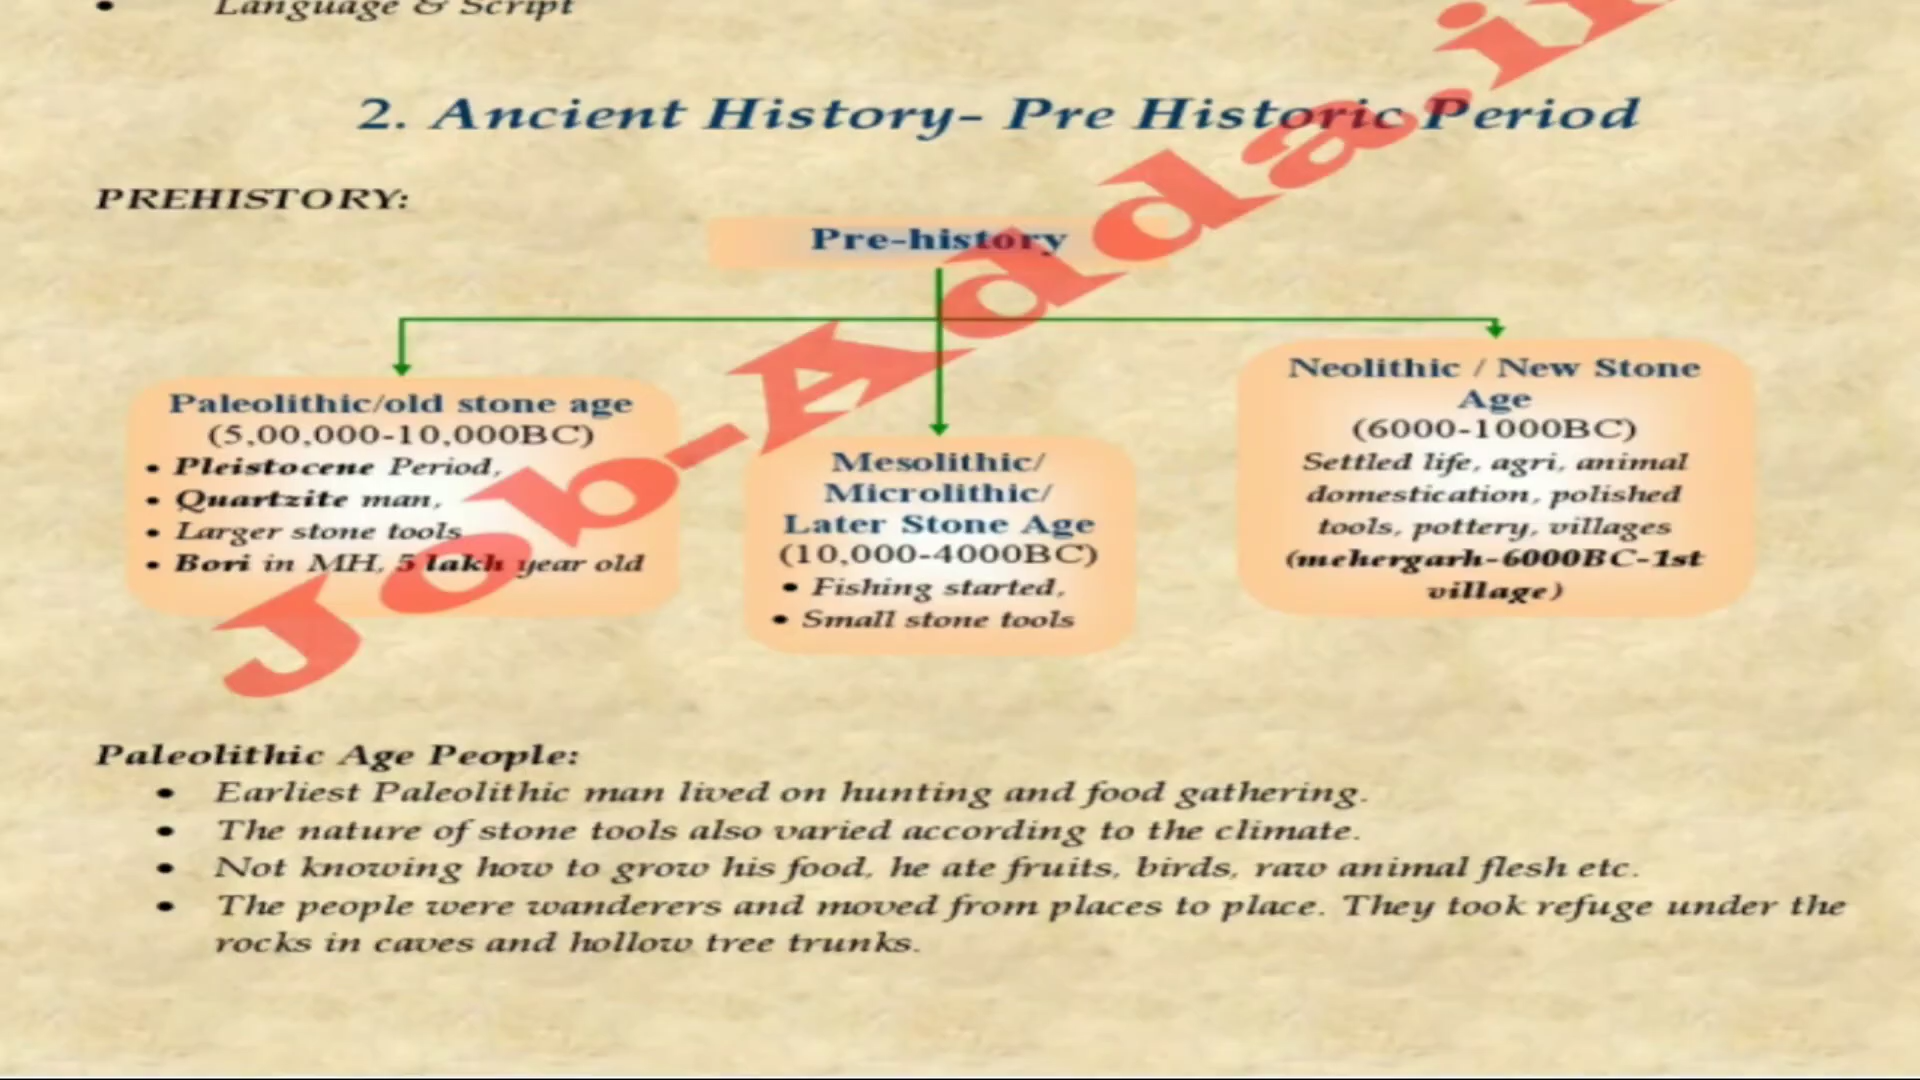 • Language & Script
2. Ancient History- Pre Historic Period
PREHISTORY:
Pre-history
Paleolithic/old stone age
(5,00,000-10,000BC)
• Pleistocene Period,
• Quartzite man,
• Larger stone tools
• Bori in MH, 5 lakh year old
Mesolithic/
Microlithic/
Later Stone Age
(10,000-4000BC)
• Fishing started,
• Small stone tools
Neolithic / New Stone
Age
(6000-1000BC)
Settled life, agri, animal
domestication, polished
tools, pottery, villages
(mehergarh-6000BC-1st
village)
Paleolithic Age People:
• Earliest Paleolithic man lived on hunting and food gathering.
• The nature of stone tools also varied according to the climate.
• Not knowing how to grow his food, he ate fruits, birds, raw animal flesh etc.
• The people were wanderers and moved from places to place. They took refuge under the
rocks in caves and hollow tree trunks.
Job-Adda.in